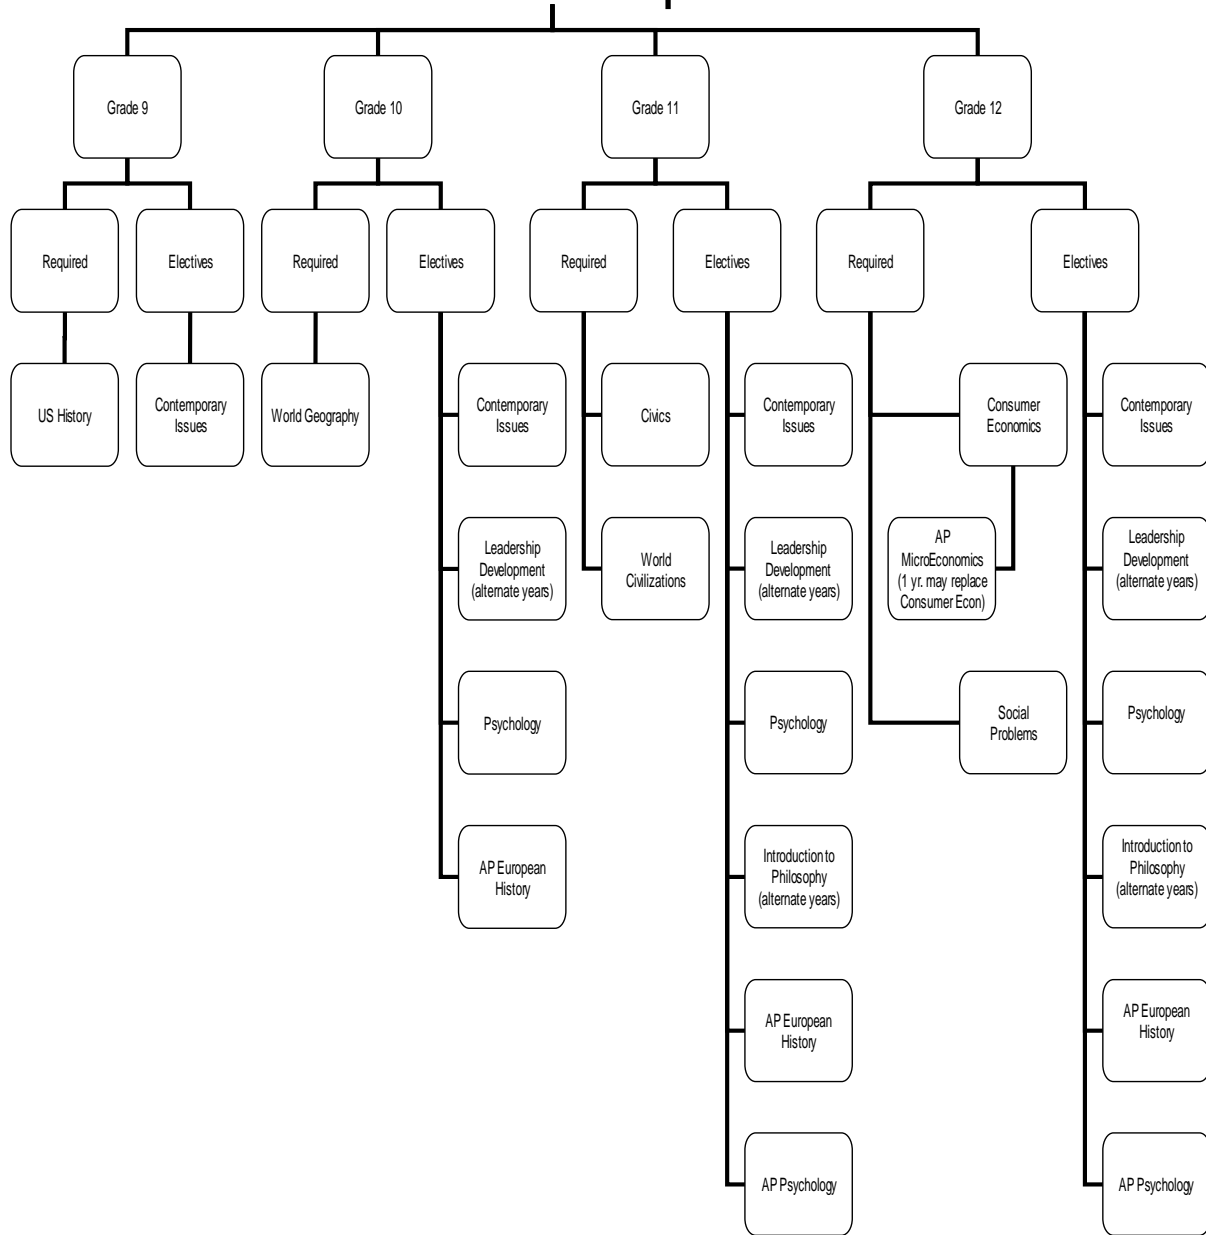 Grade 9
Grade 10
Grade 11
Grade 12
Required
Electives
Required
Electives
Required
Electives
Required
Electives
US History
Contemporary
Issues
World Geography
Contemporary
Issues
Civics
Contemporary
Issues
Consumer
Economics
Contemporary
Issues
Leadership
Development
(alternate years)
World
Civilizations
Leadership
Development
(alternate years)
AP
MicroEconomics
(1 yr. may replace
Consumer Econ)
Leadership
Development
(alternate years)
Psychology
Psychology
Social
Problems
Psychology
AP European
History
Introduction to
Philosophy
(alternate years)
Introduction to
Philosophy
(alternate years)
AP European
History
AP European
History
AP Psychology
AP Psychology